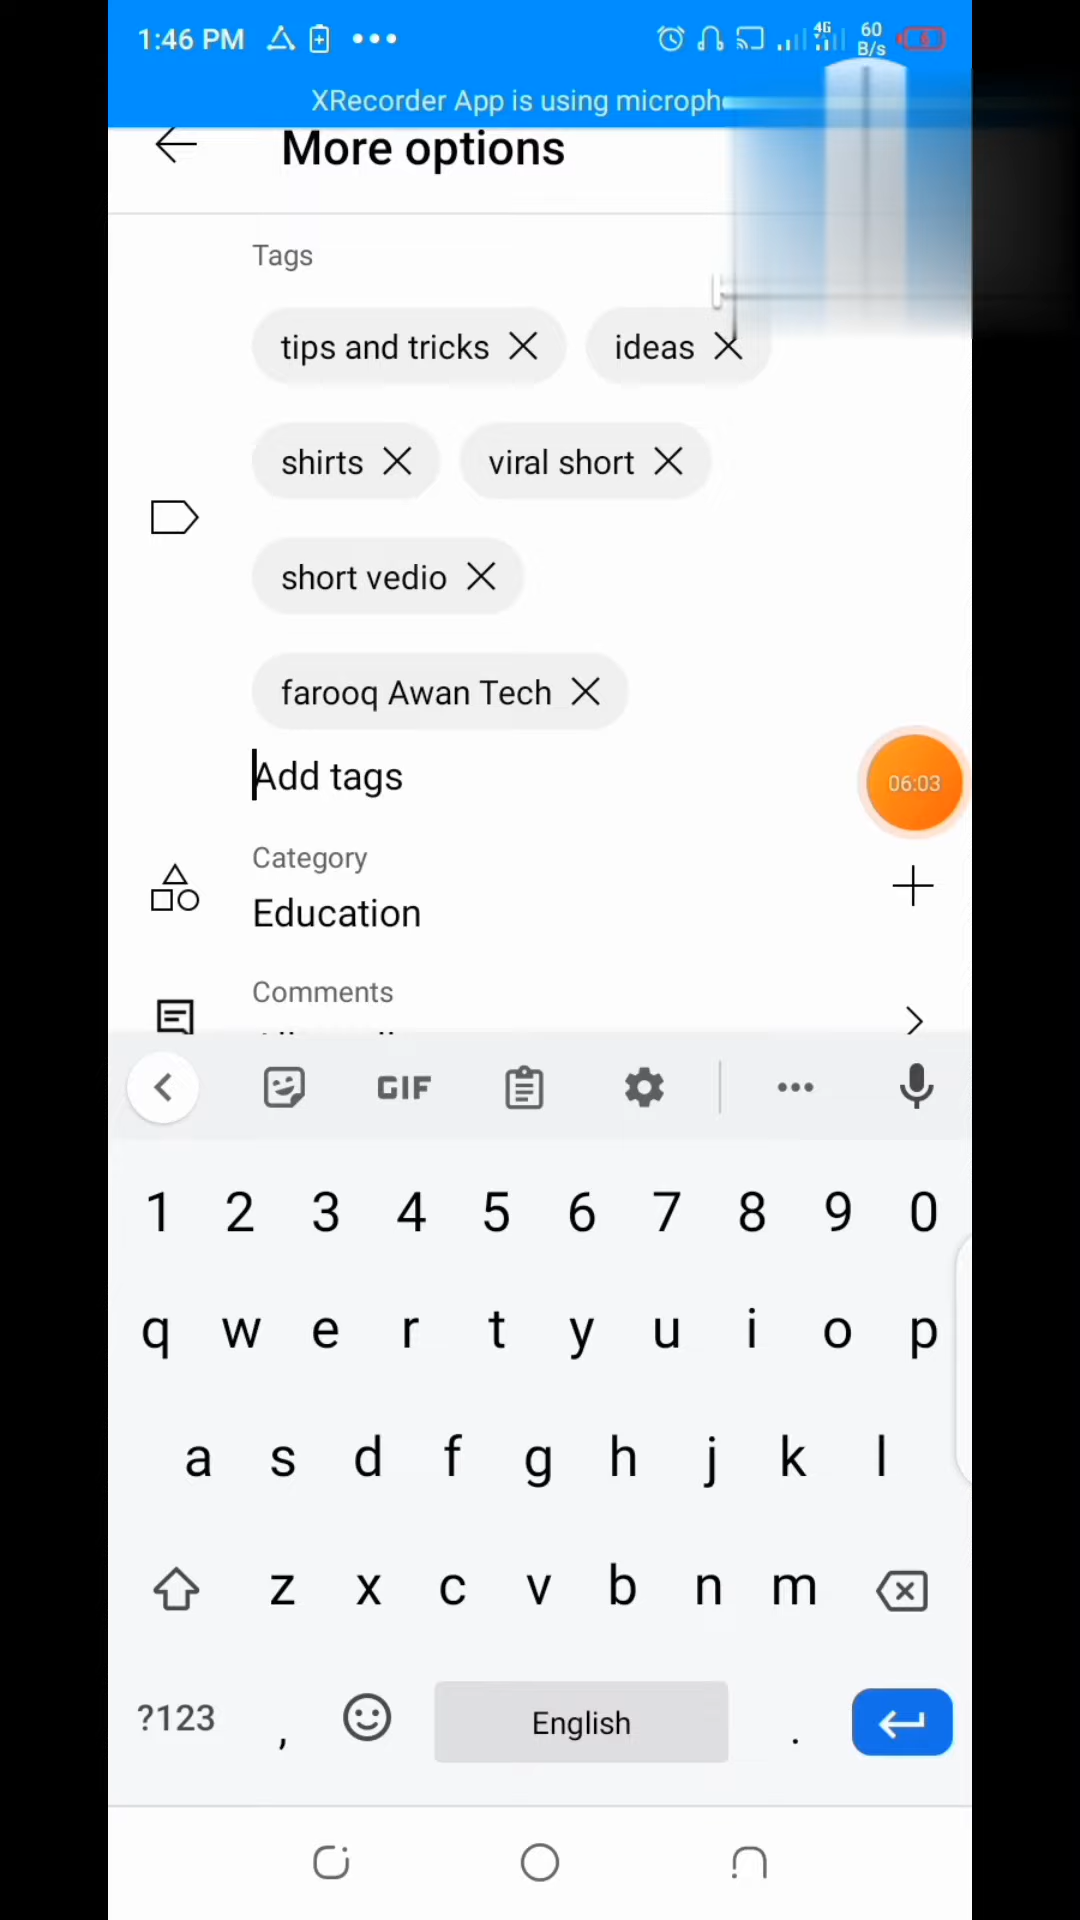 1:46 PM
4G 60 B/s
XRecorder App is using microph
More options
Tags
tips and tricks
ideas
shirts
viral short
short vedio
farooq Awan Tech
Add tags
06:03
Category
Education
Comments
GIF
1 2 3 4 5 6 7 8 9 0
q w e r t y u i o p
a s d f g h j k l
z x c v b n m
?123 , English .